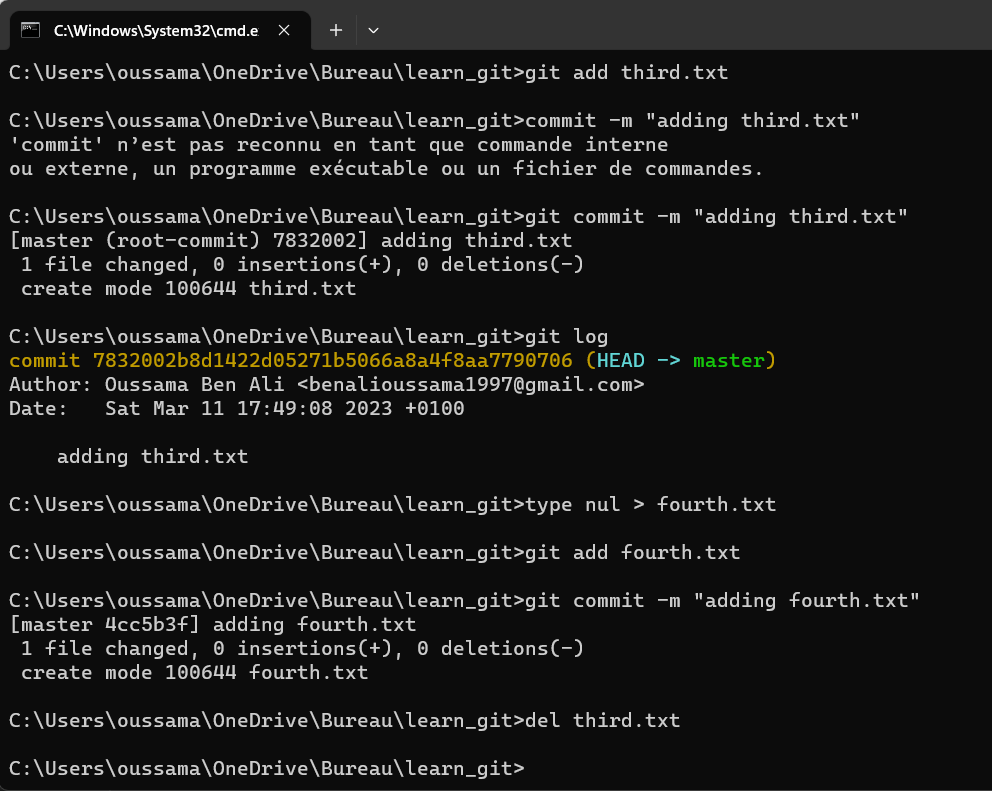 C:\Windows\System32\cmd.e
C:\Users\oussama\OneDrive\Bureau\learn_git>git add third.txt
C:\Users\oussama\OneDrive\Bureau\learn_git>commit -m "adding third.txt"
'commit' n’est pas reconnu en tant que commande interne
ou externe, un programme exécutable ou un fichier de commandes.
C:\Users\oussama\OneDrive\Bureau\learn_git>git commit -m "adding third.txt"
[master (root-commit) 7832002] adding third.txt
 1 file changed, 0 insertions(+), 0 deletions(-)
 create mode 100644 third.txt
C:\Users\oussama\OneDrive\Bureau\learn_git>git log
commit 7832002b8d1422d05271b5066a8a4f8aa7790706 (HEAD -> master)
Author: Oussama Ben Ali <benalioussama1997@gmail.com>
Date:   Sat Mar 11 17:49:08 2023 +0100
    adding third.txt
C:\Users\oussama\OneDrive\Bureau\learn_git>type nul > fourth.txt
C:\Users\oussama\OneDrive\Bureau\learn_git>git add fourth.txt
C:\Users\oussama\OneDrive\Bureau\learn_git>git commit -m "adding fourth.txt"
[master 4cc5b3f] adding fourth.txt
 1 file changed, 0 insertions(+), 0 deletions(-)
 create mode 100644 fourth.txt
C:\Users\oussama\OneDrive\Bureau\learn_git>del third.txt
C:\Users\oussama\OneDrive\Bureau\learn_git>